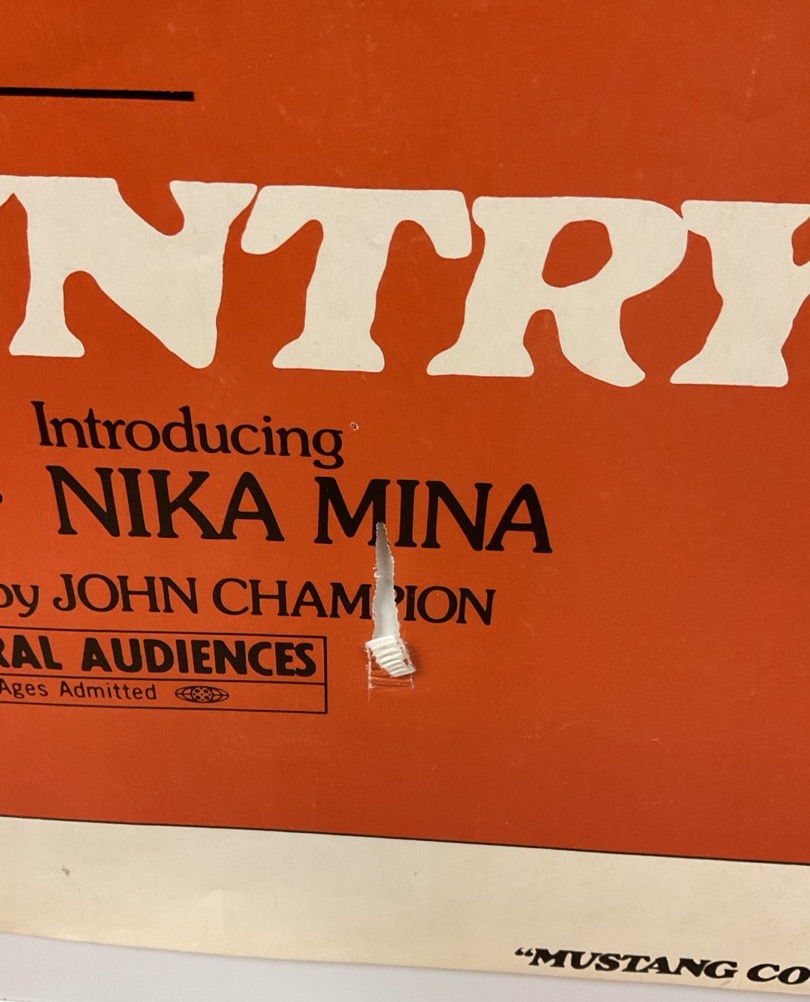 NTRY
Introducing
NIKA MINA
by JOHN CHAMPION
RAL AUDIENCES
Ages Admitted
"MUSTANG CO